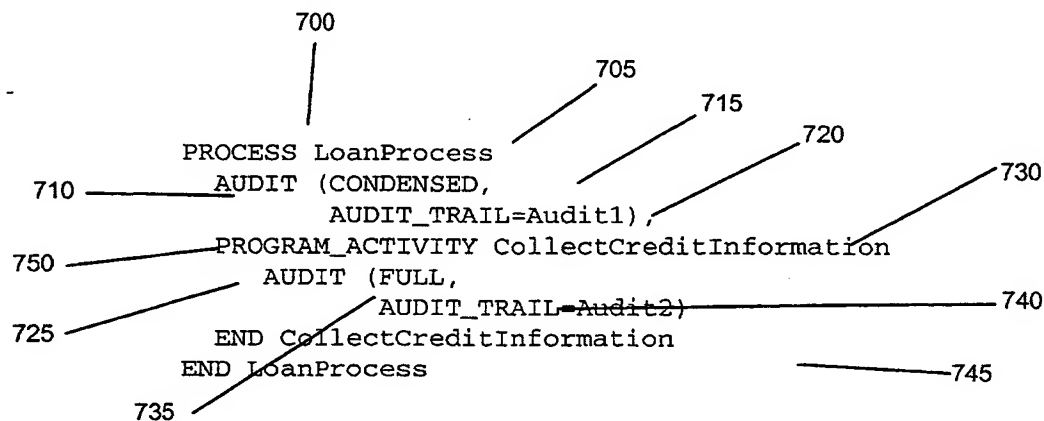 700
705
715
720
PROCESS LoanProcess
730
710
AUDIT (CONDENSED,
AUDIT_TRAIL=Audit1),
750
PROGRAM_ACTIVITY CollectCreditInformation
AUDIT (FULL,
725
AUDIT_TRAIL=Audit2)
740
END CollectCreditInformation
END LoanProcess
745
735